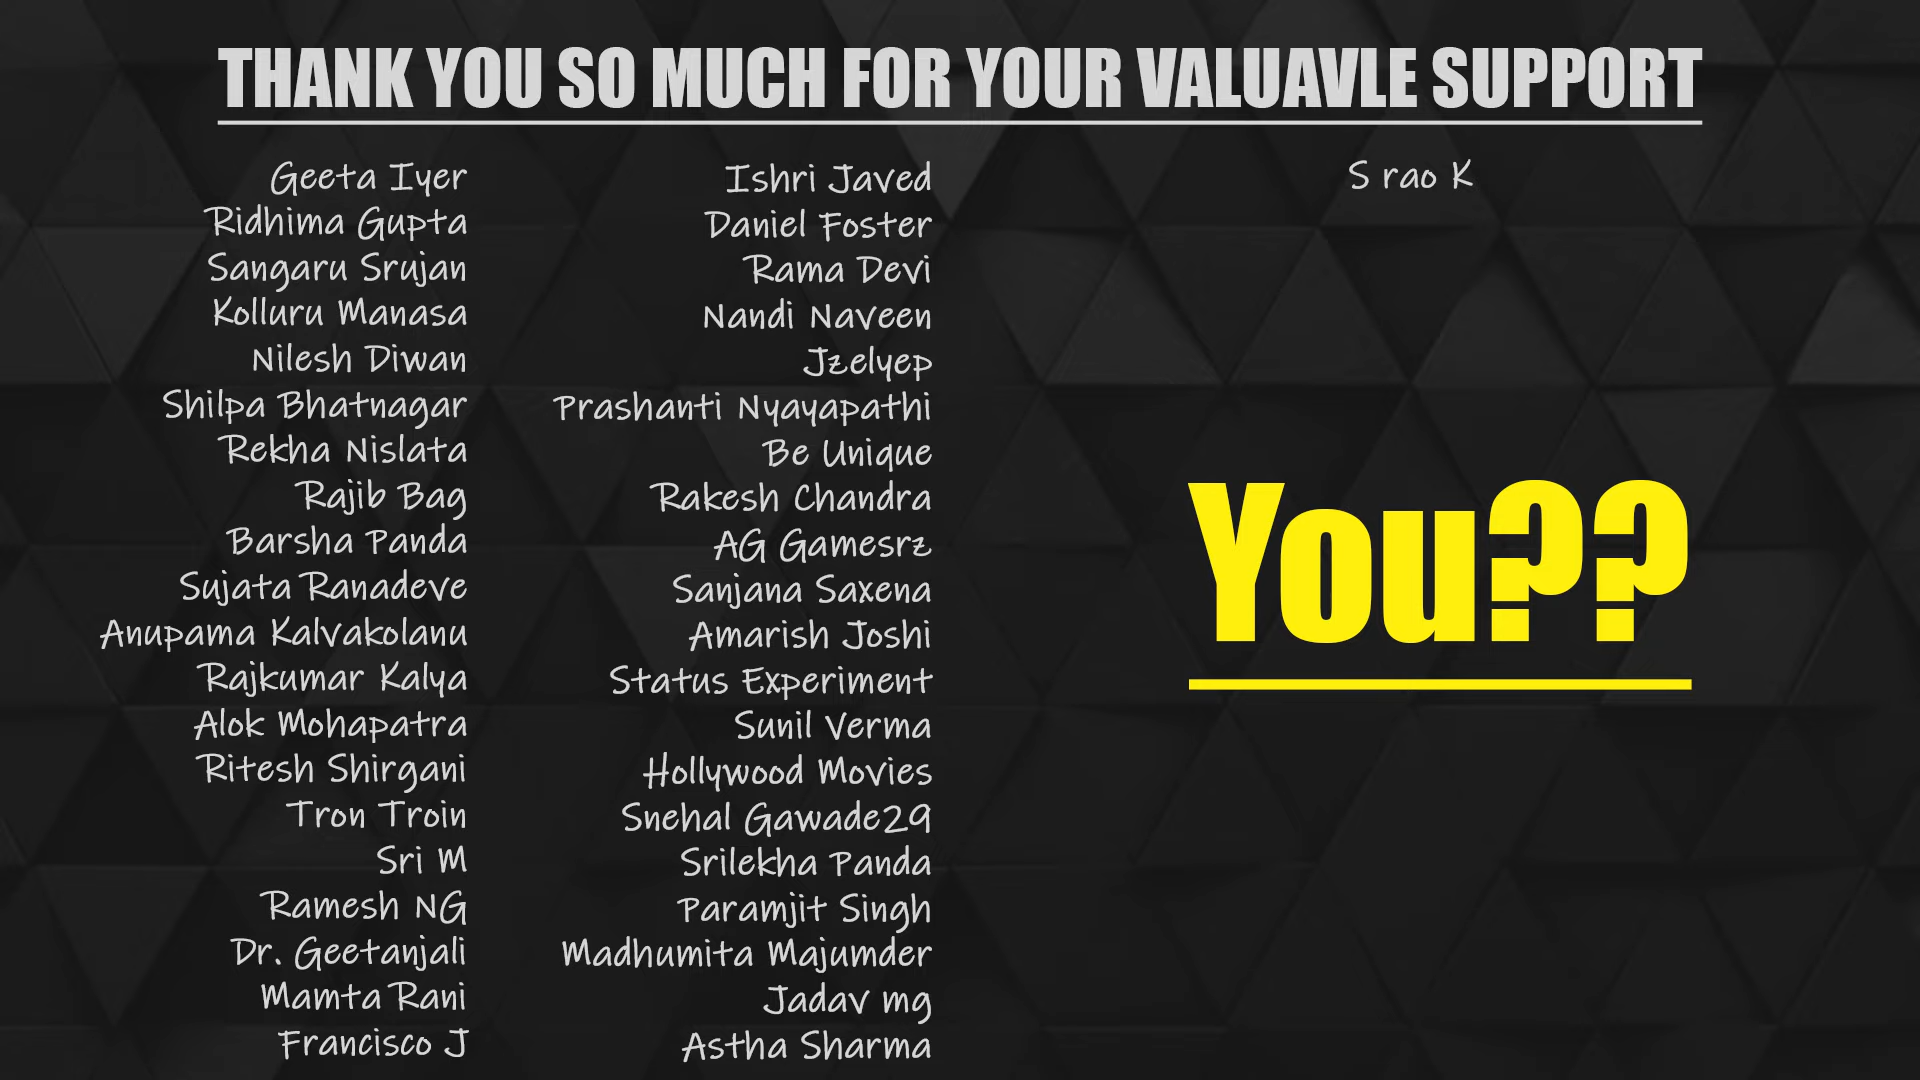 THANK YOU SO MUCH FOR YOUR VALUAVLE SUPPORT
Geeta Iyer
Ridhima Gupta
Sangaru Srujan
Kolluru Manasa
Nilesh Diwan
Shilpa Bhatnagar
Rekha Nislata
Rajib Bag
Barsha Panda
Sujata Ranadeve
Anupama Kalvakolanu
Rajkumar Kalya
Alok Mohapatra
Ritesh Shirgani
Tron Troin
Sri M
Ramesh NG
Dr. Geetanjali
Mamta Rani
Francisco J
Ishri Javed
Daniel Foster
Rama Devi
Nandi Naveen
Jzelyep
Prashanti Nyayapathi
Be Unique
Rakesh Chandra
AG Gamesrz
Sanjana Saxena
Amarish Joshi
Status Experiment
Sunil Verma
Hollywood Movies
Snehal Gawade29
Srilekha Panda
Paramjit Singh
Madhumita Majumder
Jadav mg
Astha Sharma
S rao K
You??